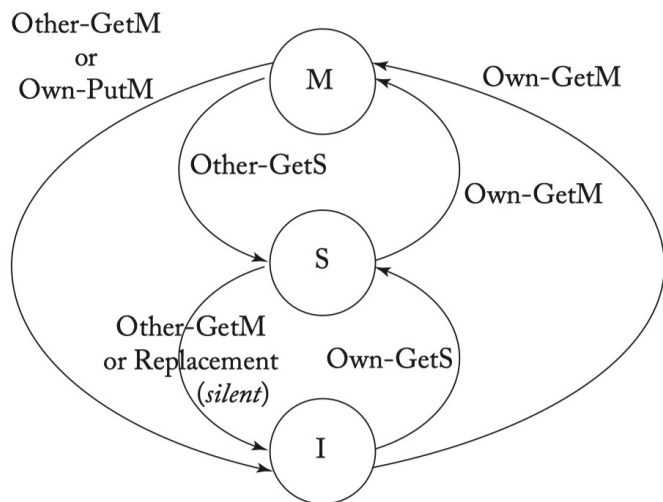 Other-GetM
or
Own-PutM
M
Own-GetM
Other-GetS
Own-GetM
S
Other-GetM
or Replacement
(silent)
Own-GetS
I